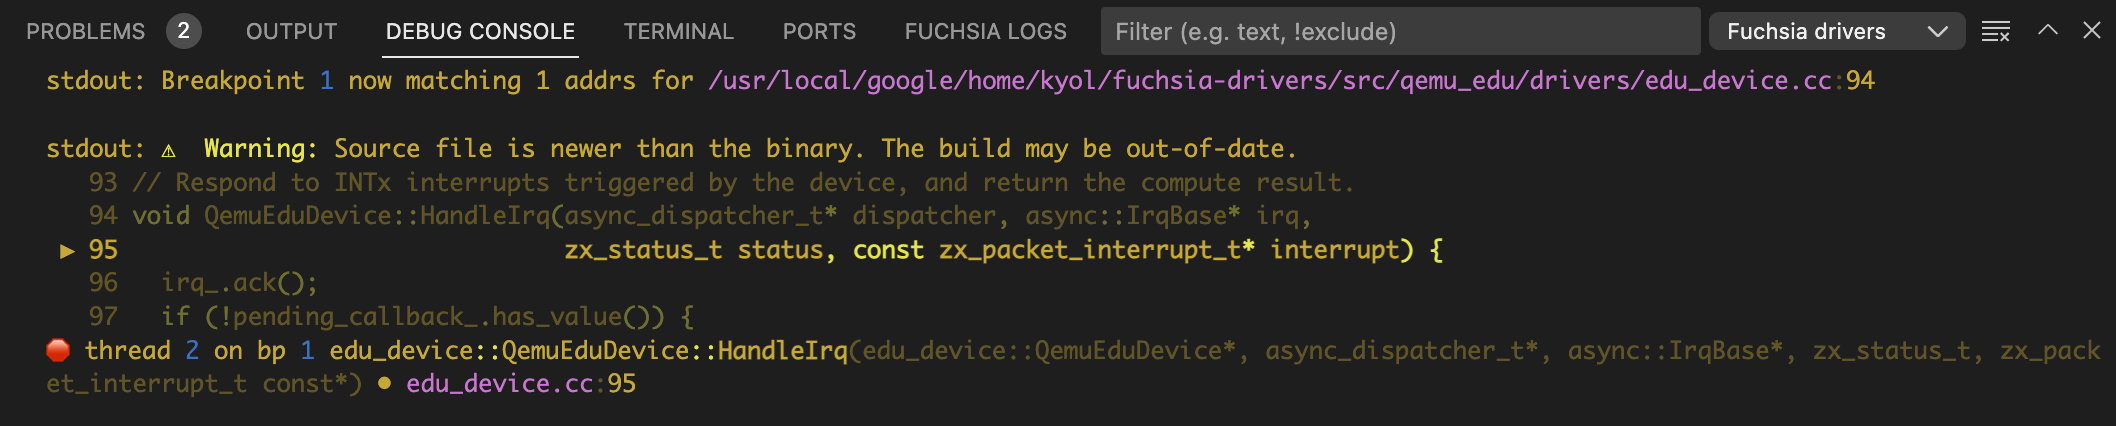 PROBLEMS 2 OUTPUT DEBUG CONSOLE TERMINAL PORTS FUCHSIA LOGS Filter (e.g. text, !exclude) Fuchsia drivers
stdout: Breakpoint 1 now matching 1 addrs for /usr/local/google/home/kyol/fuchsia-drivers/src/qemu_edu/drivers/edu_device.cc:94
stdout: ⚠ Warning: Source file is newer than the binary. The build may be out-of-date.
93 // Respond to INTx interrupts triggered by the device, and return the compute result.
94 void QemuEduDevice::HandleIrq(async_dispatcher_t* dispatcher, async::IrqBase* irq,
▶ 95 zx_status_t status, const zx_packet_interrupt_t* interrupt) {
96 irq_.ack();
97 if (!pending_callback_.has_value()) {
🛑 thread 2 on bp 1 edu_device::QemuEduDevice::HandleIrq(edu_device::QemuEduDevice*, async_dispatcher_t*, async::IrqBase*, zx_status_t, zx_pack
et_interrupt_t const*) • edu_device.cc:95